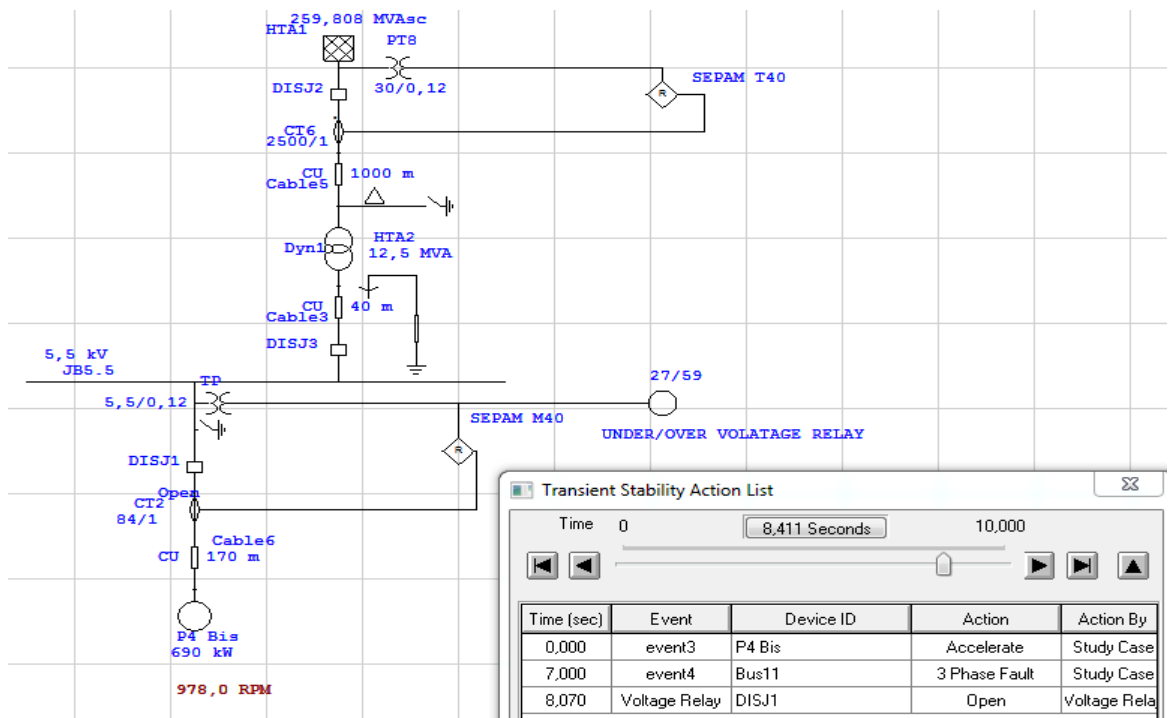 259,808 MVAsc
HTA1
PT8
SEPAM T40
DISJ2
30/0,12
R
CT6
2500/1
CU
1000 m
Cable5
HTA2
Dyn1
12,5 MVA
CU
40 m
Cable3
DISJ3
5,5 kV
JB5.5
TP
27/59
5,5/0,12
SEPAM M40
UNDER/OVER VOLATAGE RELAY
R
DISJ1
Open
CT2
84/1
Cable6
CU
170 m
P4 Bis
690 kW
978,0 RPM
Transient Stability Action List
Time 0 8,411 Seconds 10,000
Time (sec) Event Device ID Action Action By
0,000 event3 P4 Bis Accelerate Study Case
7,000 event4 Bus11 3 Phase Fault Study Case
8,070 Voltage Relay DISJ1 Open Voltage Rela